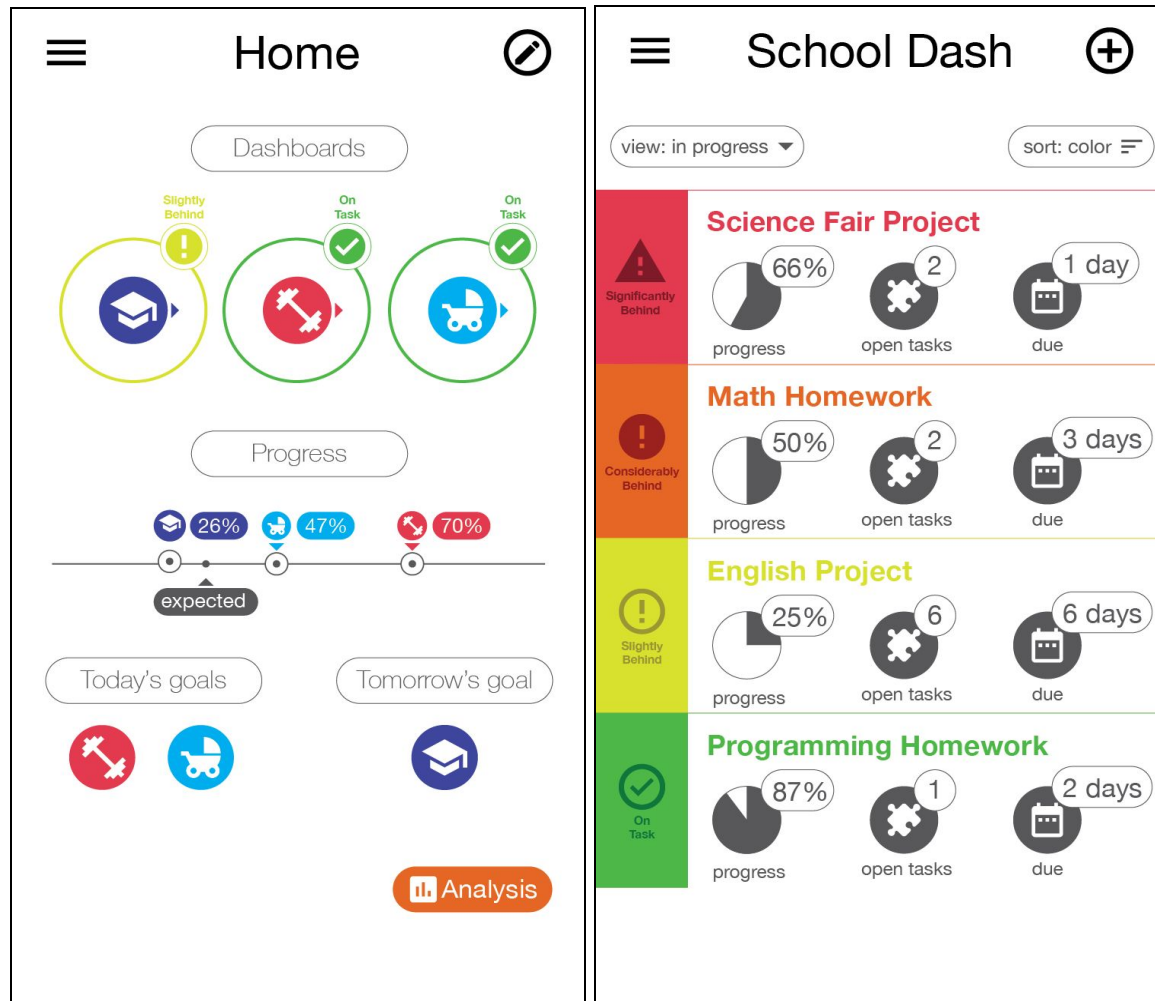 Home
Dashboards
Slightly
Behind
On
Task
On
Task
Progress
26%
47%
70%
expected
Today's goals
Tomorrow's goal
Analysis
School Dash
view: in progress
sort: color
Significantly
Behind
Science Fair Project
66%
2
1 day
progress
open tasks
due
Considerably
Behind
Math Homework
50%
2
3 days
progress
open tasks
due
Slightly
Behind
English Project
25%
6
6 days
progress
open tasks
due
On
Task
Programming Homework
87%
1
2 days
progress
open tasks
due